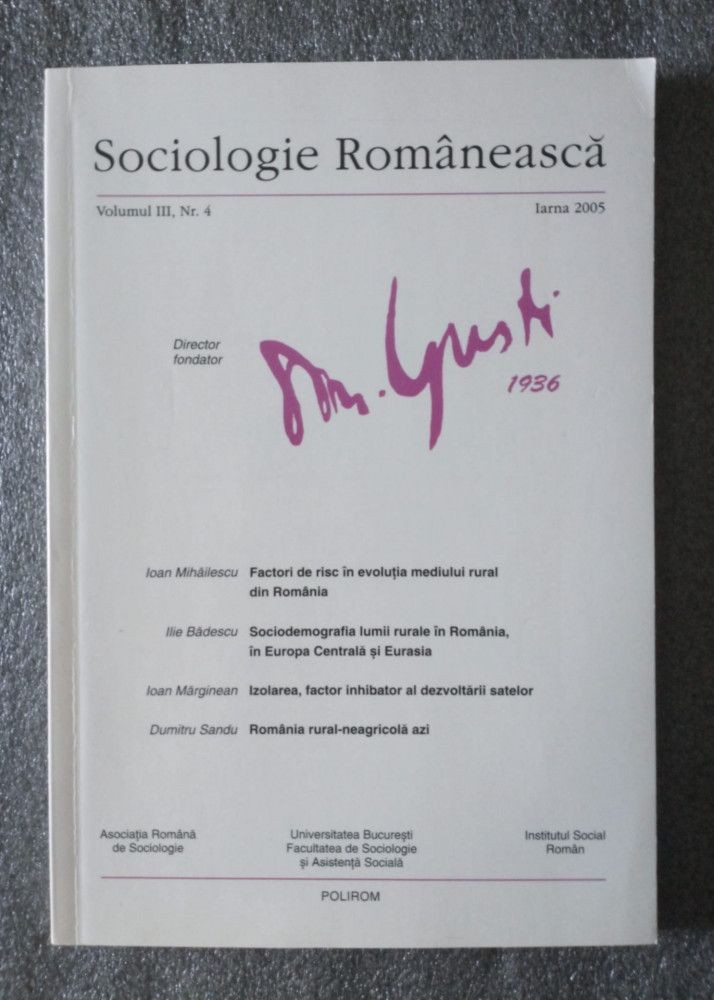 Sociologie Românească
Volumul III, Nr. 4 Iarna 2005
Director
fondator
Dim. Gusti
1936
Ioan Mihăilescu Factori de risc în evoluția mediului rural
din România
Ilie Bădescu Sociodemografia lumii rurale în România,
în Europa Centrală și Eurasia
Ioan Mărginean Izolarea, factor inhibator al dezvoltării satelor
Dumitru Sandu România rural-neagricolă azi
Asociația Română
de Sociologie
Universitatea București
Facultatea de Sociologie
și Asistență Socială
Institutul Social
Român
POLIROM